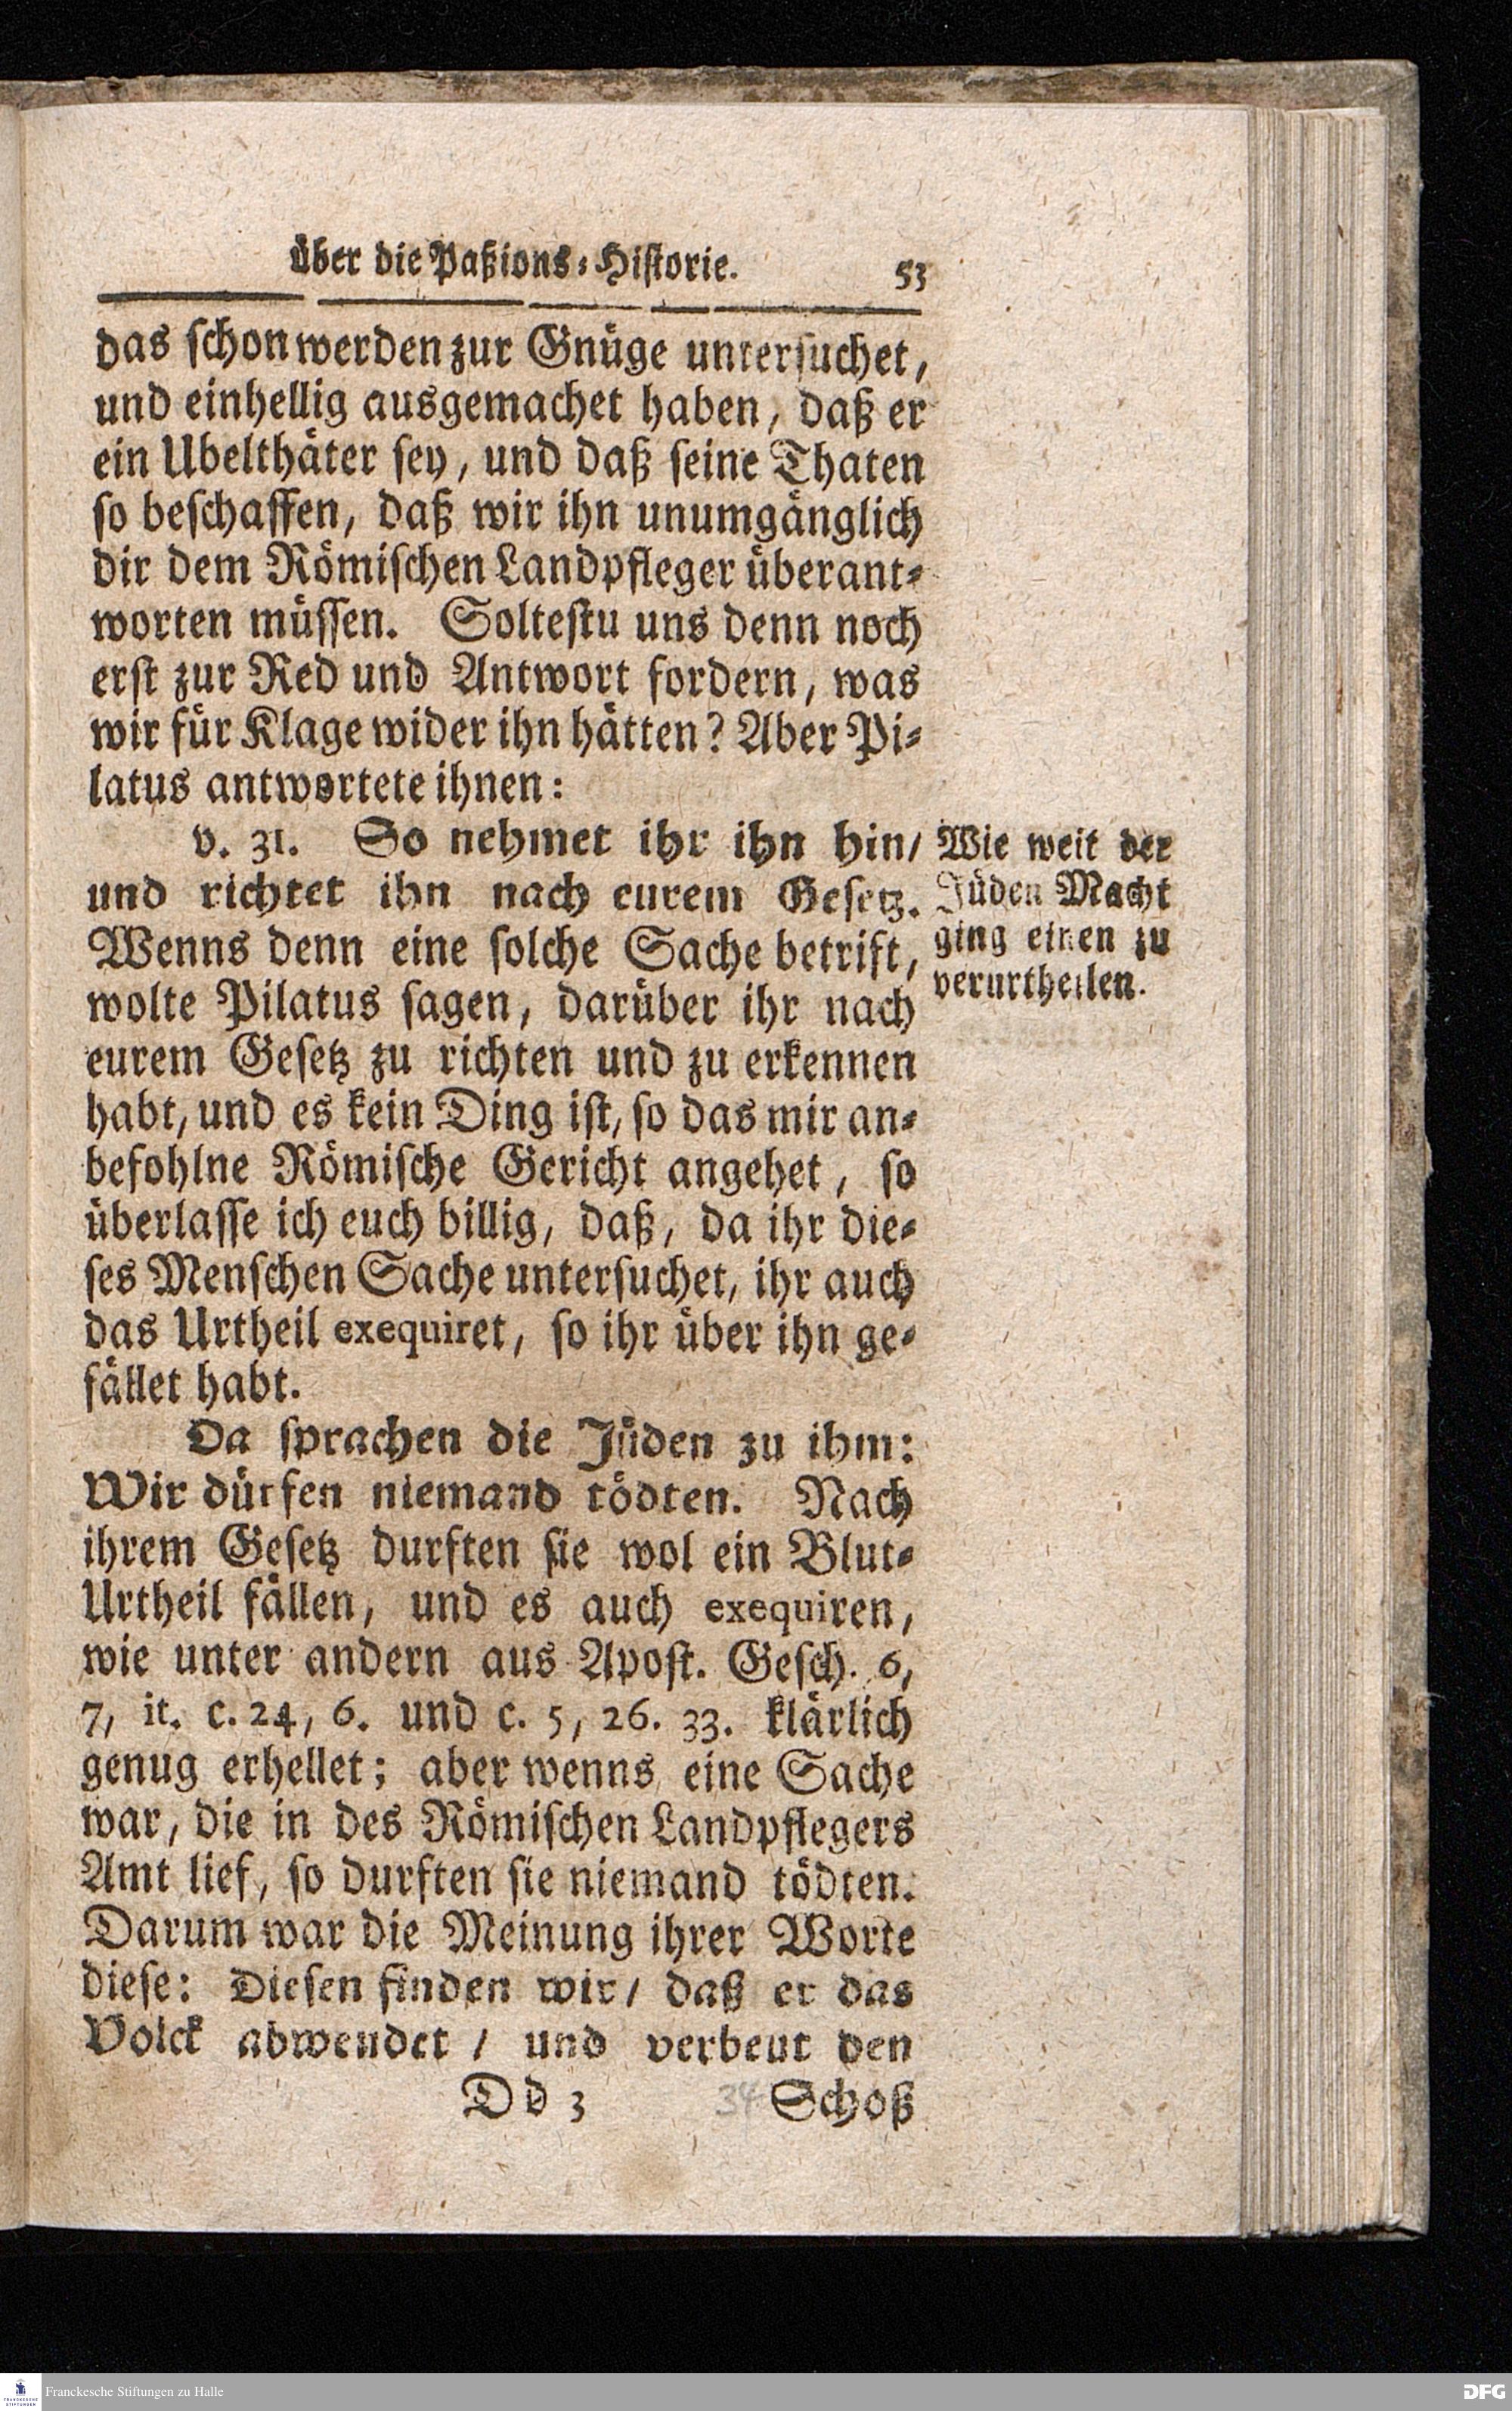 über die Paßions-Historie. 53
das schon werden zur Gnüge untersuchet,
und einhellig ausgemachet haben, daß er
ein Ubelthäter sey, und daß seine Thaten
so beschaffen, daß wir ihn unumgänglich
dir dem Römischen Landpfleger überant-
worten müssen. Soltestu uns denn noch
erst zur Red und Antwort fordern, was
wir für Klage wider ihn hätten? Aber Pi-
latus antwortete ihnen:
v. 31. So nehmet ihr ihn hin/
und richtet ihn nach eurem Gesetz.
Wenns denn eine solche Sache betrift,
wolte Pilatus sagen, darüber ihr nach
eurem Gesetz zu richten und zu erkennen
habt, und es kein Ding ist, so das mir an-
befohlne Römische Gericht angehet, so
überlasse ich euch billig, daß, da ihr die-
ses Menschen Sache untersuchet, ihr auch
das Urtheil exequiret, so ihr über ihn ge-
fället habt.
Wie weit der
Jüden Macht
ging einen zu
verurtheilen.
Da sprachen die Jüden zu ihm:
Wir dürfen niemand tödten. Nach
ihrem Gesetz durften sie wol ein Blut-
Urtheil fällen, und es auch exequiren,
wie unter andern aus Apost. Gesch. 6,
7, it. c. 24, 6. und c. 5, 26. 33. klärlich
genug erhellet; aber wenns eine Sache
war, die in des Römischen Landpflegers
Amt lief, so durften sie niemand tödten.
Darum war die Meinung ihrer Worte
diese: Diesen finden wir/ daß er das
Volck abwendet / und verbeut den
Dd 3 34 Schoß
Franckesche Stiftungen zu Halle
DFG
FRANCKESCHE
STIFTUNGEN